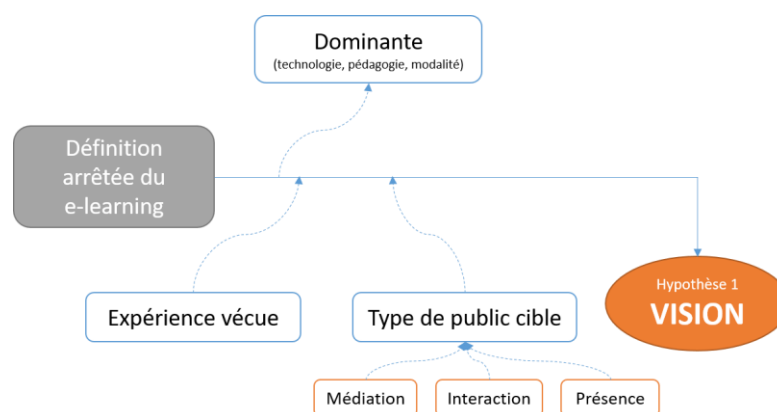 Dominante
(technologie, pédagogie, modalité)
Définition
arrêtée du
e-learning
Expérience vécue
Type de public cible
Hypothèse 1
VISION
Médiation
Interaction
Présence